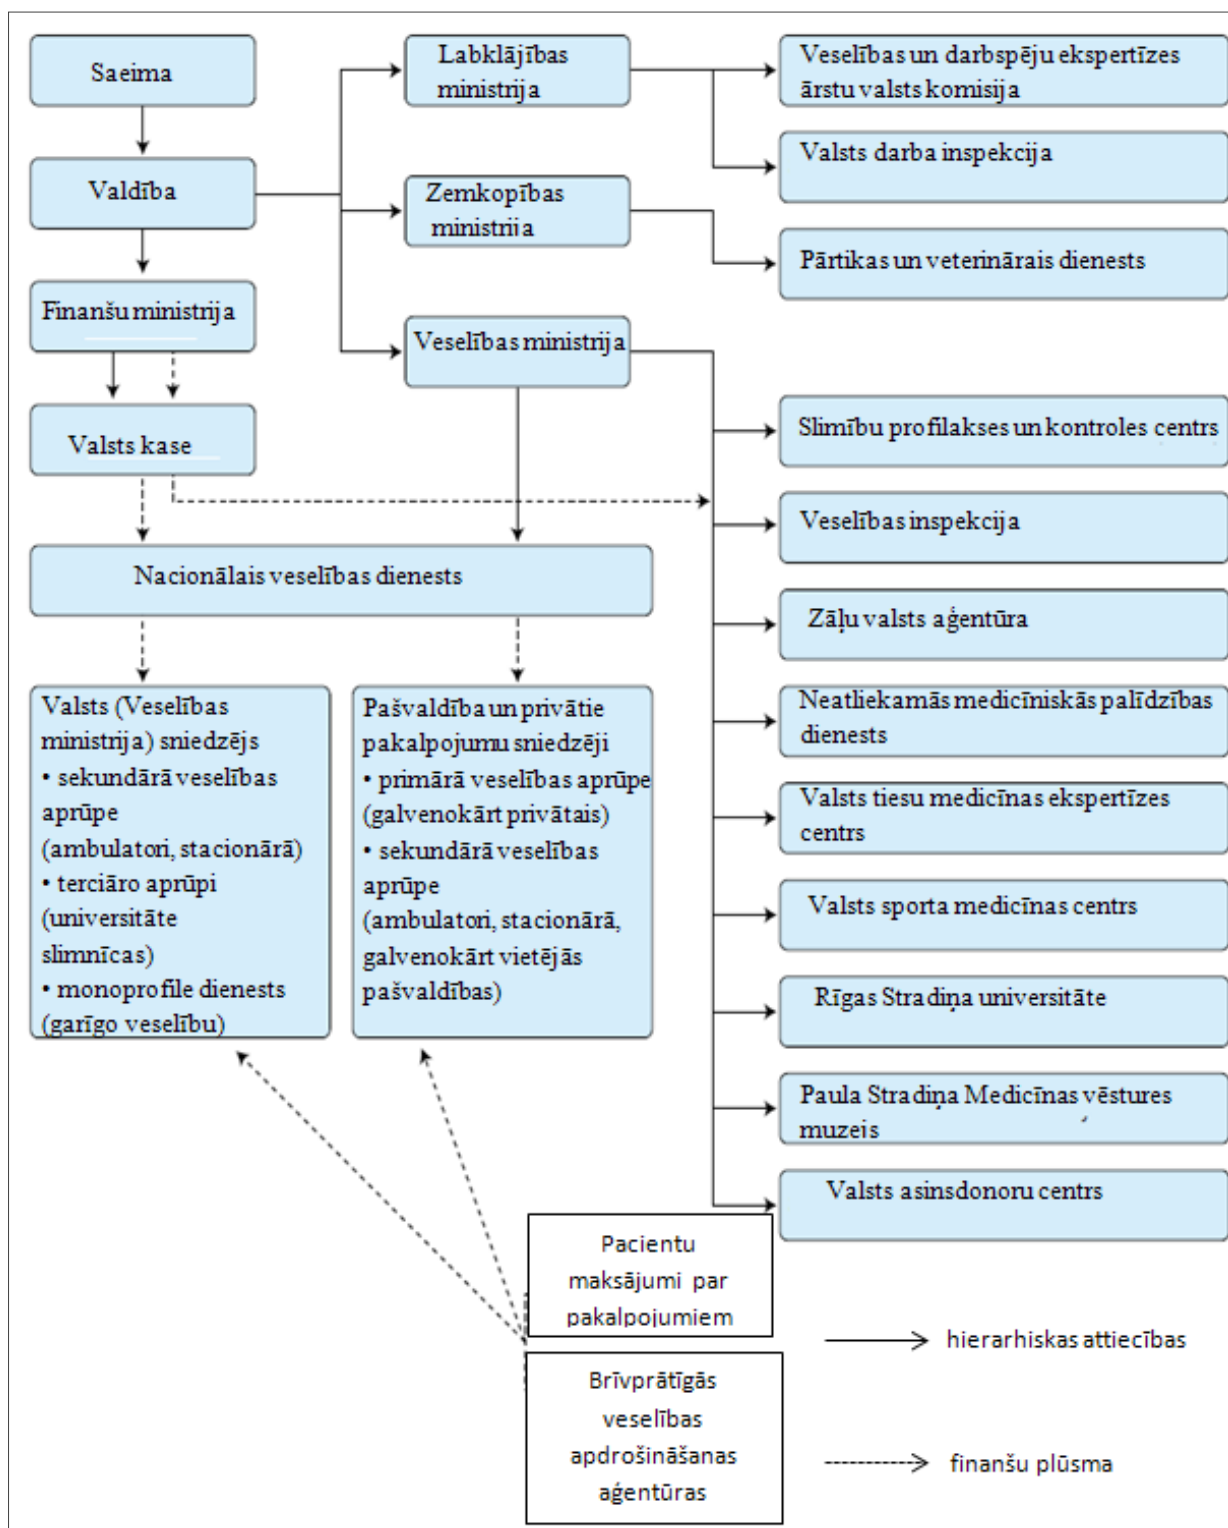 Saeima
Valdība
Finanšu ministrija
Valsts kase
Labklājības
ministrija
Zemkopības
ministrija
Veselības ministrija
Veselības un darbspēju ekspertīzes
ārstu valsts komisija
Valsts darba inspekcija
Pārtikas un veterinārais dienests
Slimību profilakses un kontroles centrs
Veselības inspekcija
Zāļu valsts aģentūra
Neatliekamās medicīniskās palīdzības
dienests
Valsts tiesu medicīnas ekspertīzes
centrs
Valsts sporta medicīnas centrs
Rīgas Stradiņa universitāte
Paula Stradiņa Medicīnas vēstures
muzejs
Valsts asinsdonoru centrs
Nacionālais veselības dienests
Valsts (Veselības
ministrija) sniedzējs
• sekundārā veselības
aprūpe
(ambulatori, stacionārā)
• terciāro aprūpi
(universitāte
slimnīcas)
• monoprofile dienests
(garīgo veselību)
Pašvaldība un privātie
pakalpojumu sniedzēji
• primārā veselības aprūpe
(galvenokārt privātais)
• sekundārā veselības
aprūpe
(ambulatori, stacionārā,
galvenokārt vietējās
pašvaldības)
Pacientu
maksājumi par
pakalpojumiem
Brīvprātīgās
veselības
apdrošināšanas
aģentūras
hierarhiskas attiecības
finanšu plūsma